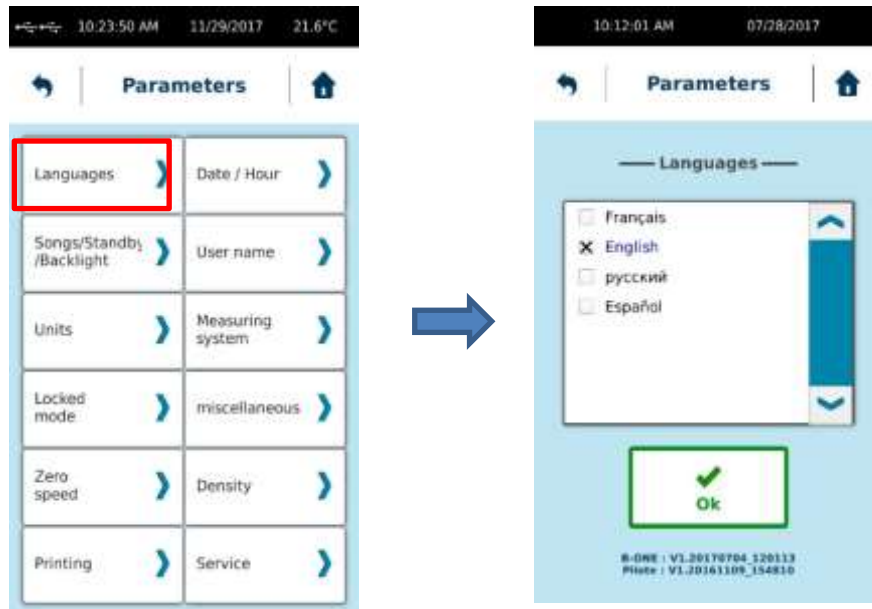 10:23:50 AM 11/29/2017 21.6°C
Parameters
Languages
Date / Hour
Songs/Standby
/Backlight
User name
Units
Measuring
system
Locked
mode
miscellaneous
Zero
speed
Density
Printing
Service
10:12:01 AM 07/28/2017
Parameters
Languages
Français
English
русский
Español
Ok
R-ONE : V1.20170704_120113
Pilote : V1.20161109_154810